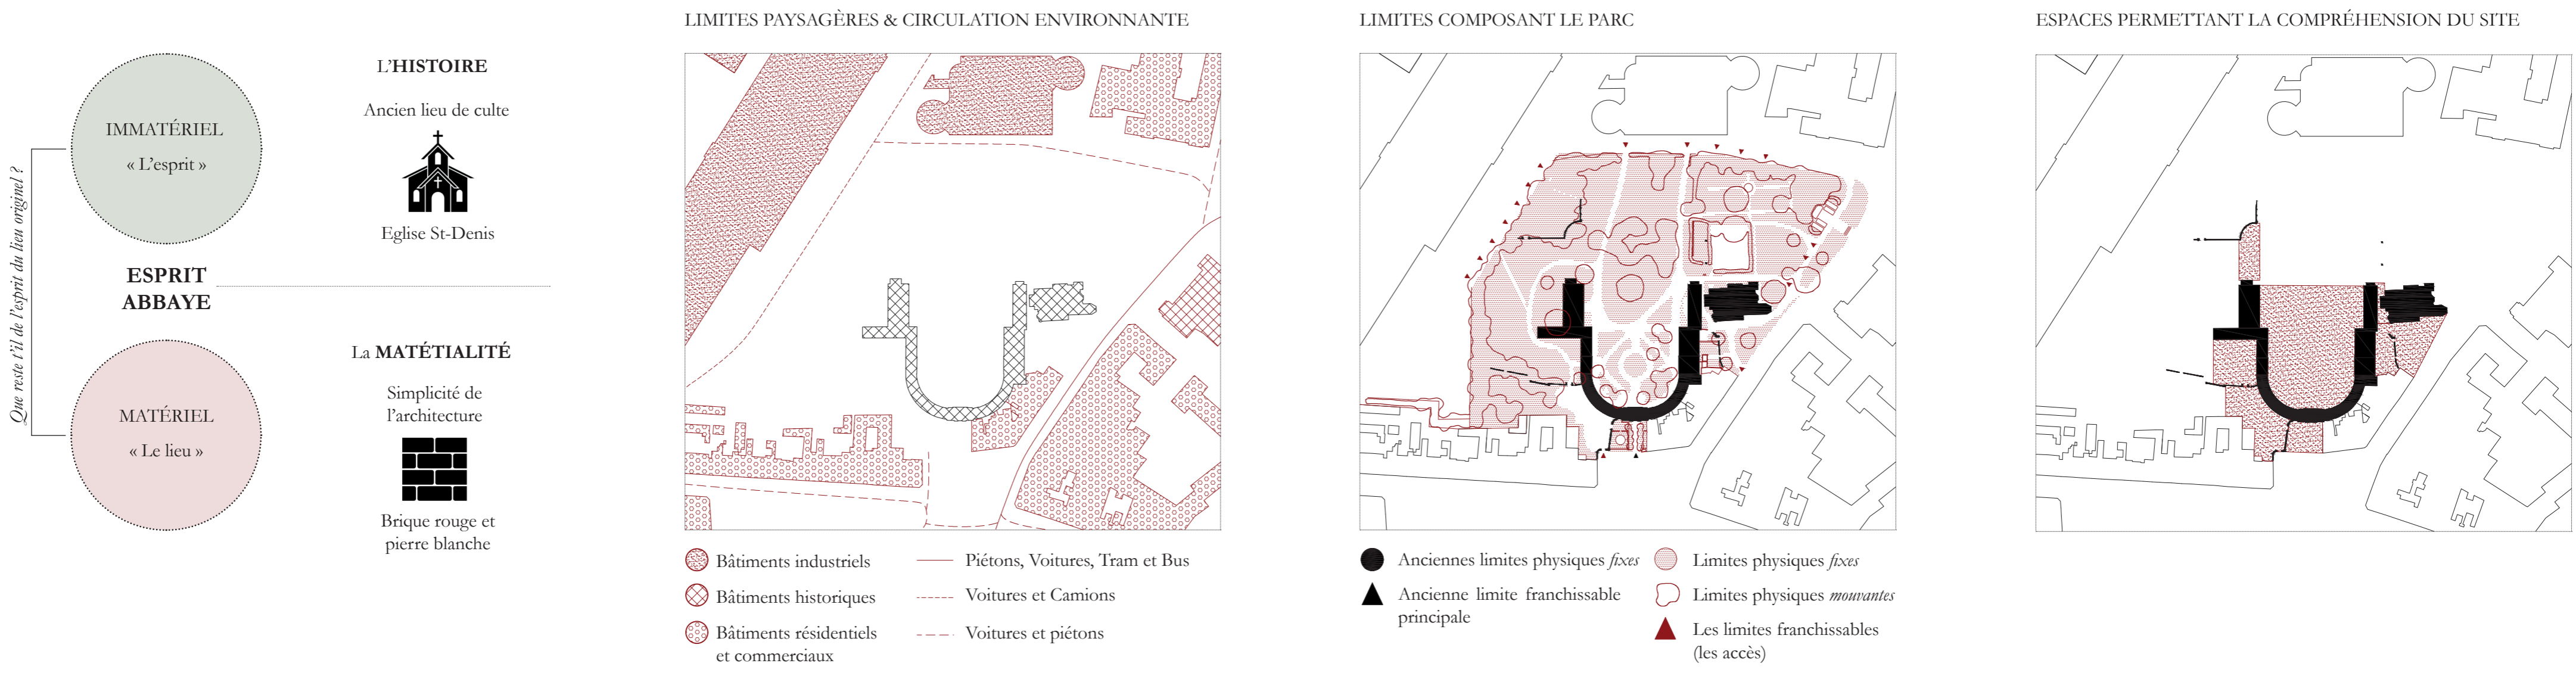 Que reste t'il de l'esprit du lieu originel ?
IMMATÉRIEL
« L'esprit »
ESPRIT
ABBAYE
MATÉRIEL
« Le lieu »
L'HISTOIRE
Ancien lieu de culte
Eglise St-Denis
La MATÉTIALITÉ
Simplicité de
l'architecture
Brique rouge et
pierre blanche
LIMITES PAYSAGÈRES & CIRCULATION ENVIRONNANTE
Bâtiments industriels
Bâtiments historiques
Bâtiments résidentiels
et commerciaux
Piétons, Voitures, Tram et Bus
Voitures et Camions
Voitures et piétons
LIMITES COMPOSANT LE PARC
Anciennes limites physiques fixes
Ancienne limite franchissable
principale
Limites physiques fixes
Limites physiques mouvantes
Les limites franchissables
(les accès)
ESPACES PERMETTANT LA COMPRÉHENSION DU SITE